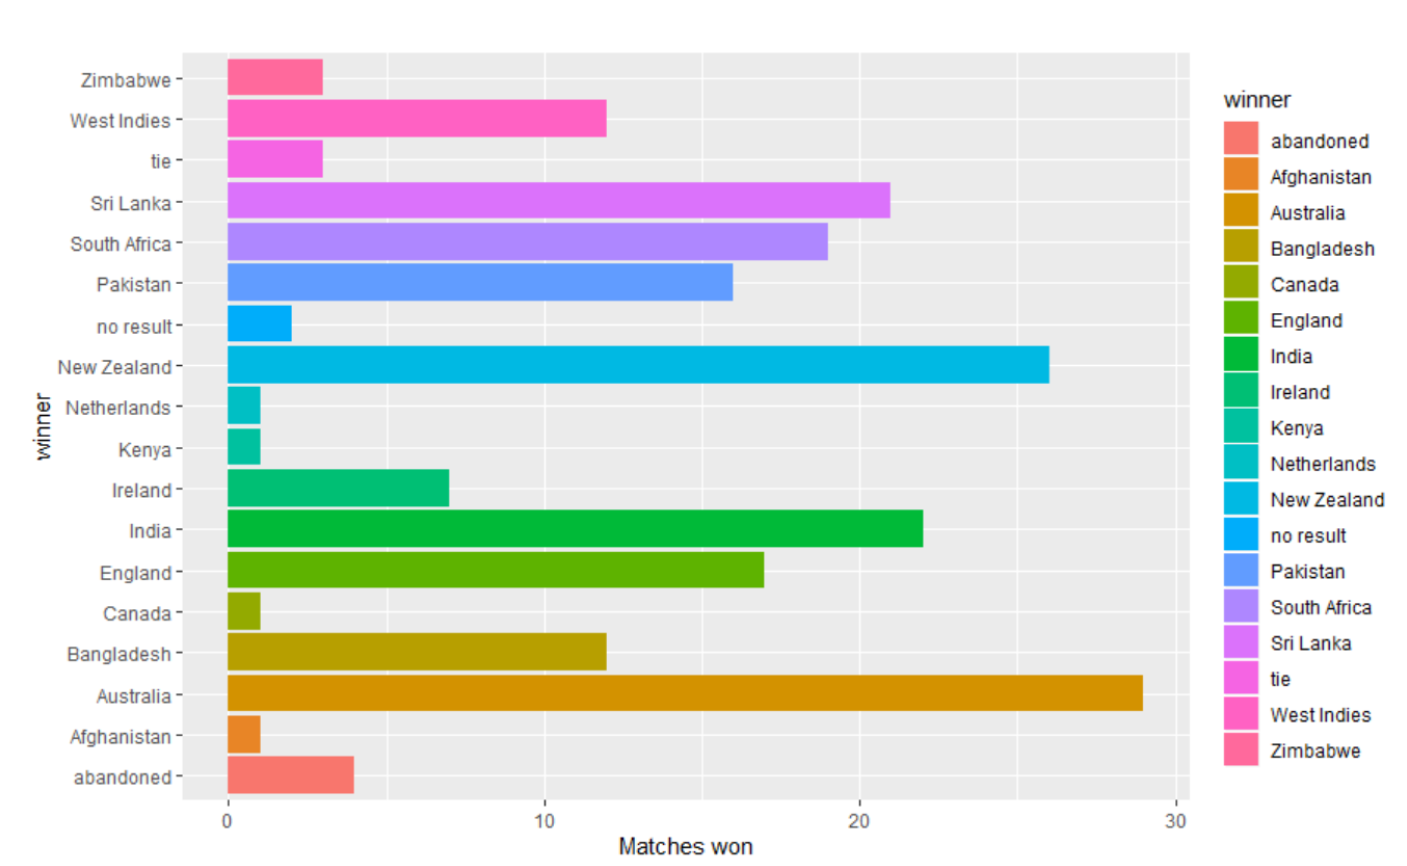 Zimbabwe
West Indies
tie
Sri Lanka
South Africa
Pakistan
no result
New Zealand
Netherlands
Kenya
Ireland
India
England
Canada
Bangladesh
Australia
Afghanistan
abandoned
winner
0 10 20 30
Matches won
winner
abandoned
Afghanistan
Australia
Bangladesh
Canada
England
India
Ireland
Kenya
Netherlands
New Zealand
no result
Pakistan
South Africa
Sri Lanka
tie
West Indies
Zimbabwe